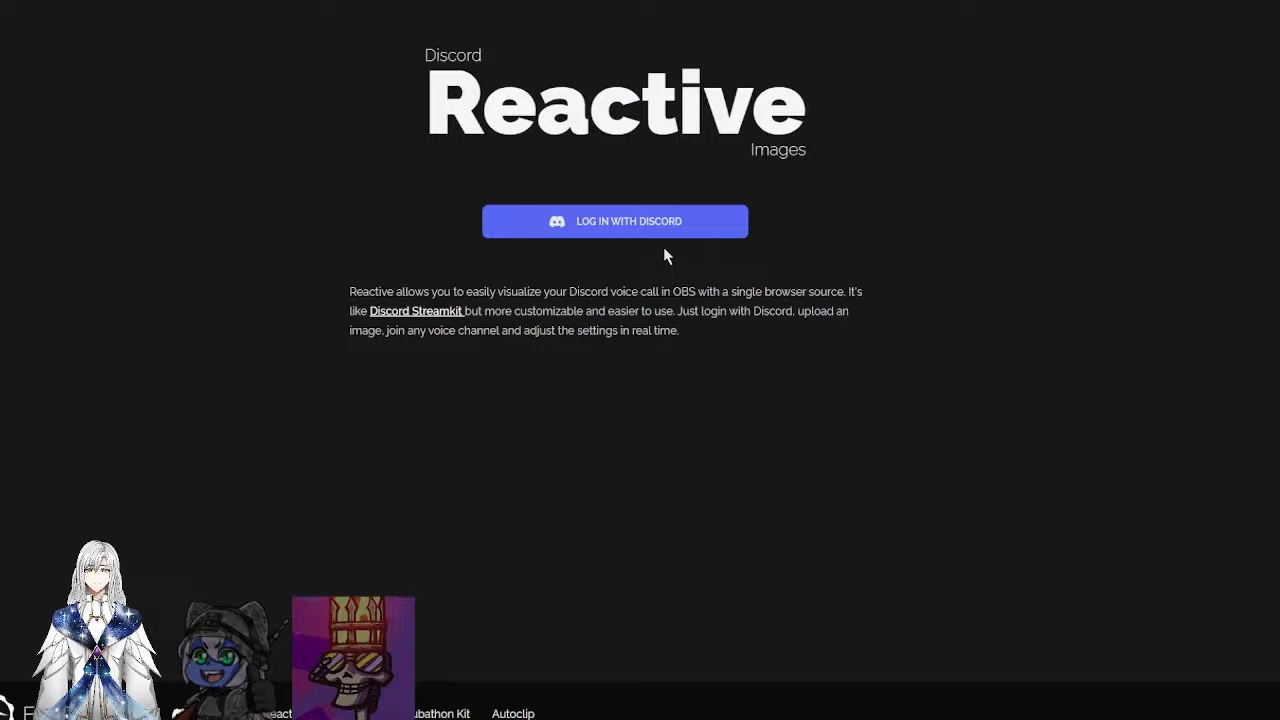 Discord
Reactive
Images
LOG IN WITH DISCORD
Reactive allows you to easily visualize your Discord voice call in OBS with a single browser source. It's
like Discord Streamkit but more customizable and easier to use. Just login with Discord, upload an
image, join any voice channel and adjust the settings in real time.
Autoclip